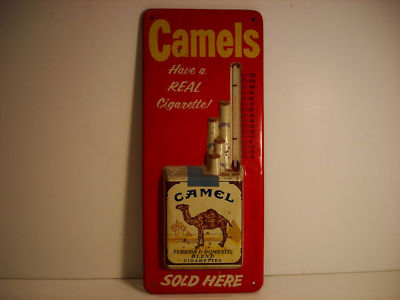 Camels
Have a
REAL
Cigarette!
CAMEL
TURKISH & DOMESTIC
BLEND
CIGARETTES
SOLD HERE